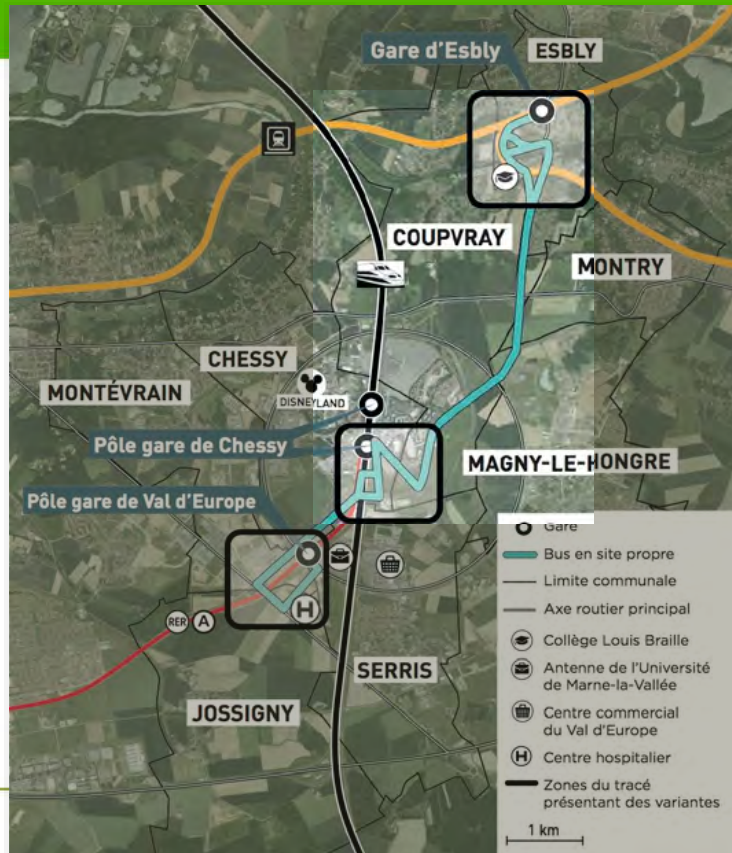 Gare d'Esbly
ESBLY
COUPVRAY
MONTRY
CHESSY
MONTÉVRAIN
DISNEYLAND
Pôle gare de Chessy
MAGNY-LE-HONGRE
Pôle gare de Val d'Europe
H
RER A
SERRIS
JOSSIGNY
Gare
Bus en site propre
Limite communale
Axe routier principal
Collège Louis Braille
Antenne de l'Université
de Marne-la-Vallée
Centre commercial
du Val d'Europe
H
Centre hospitalier
Zones du tracé
présentant des variantes
1 km